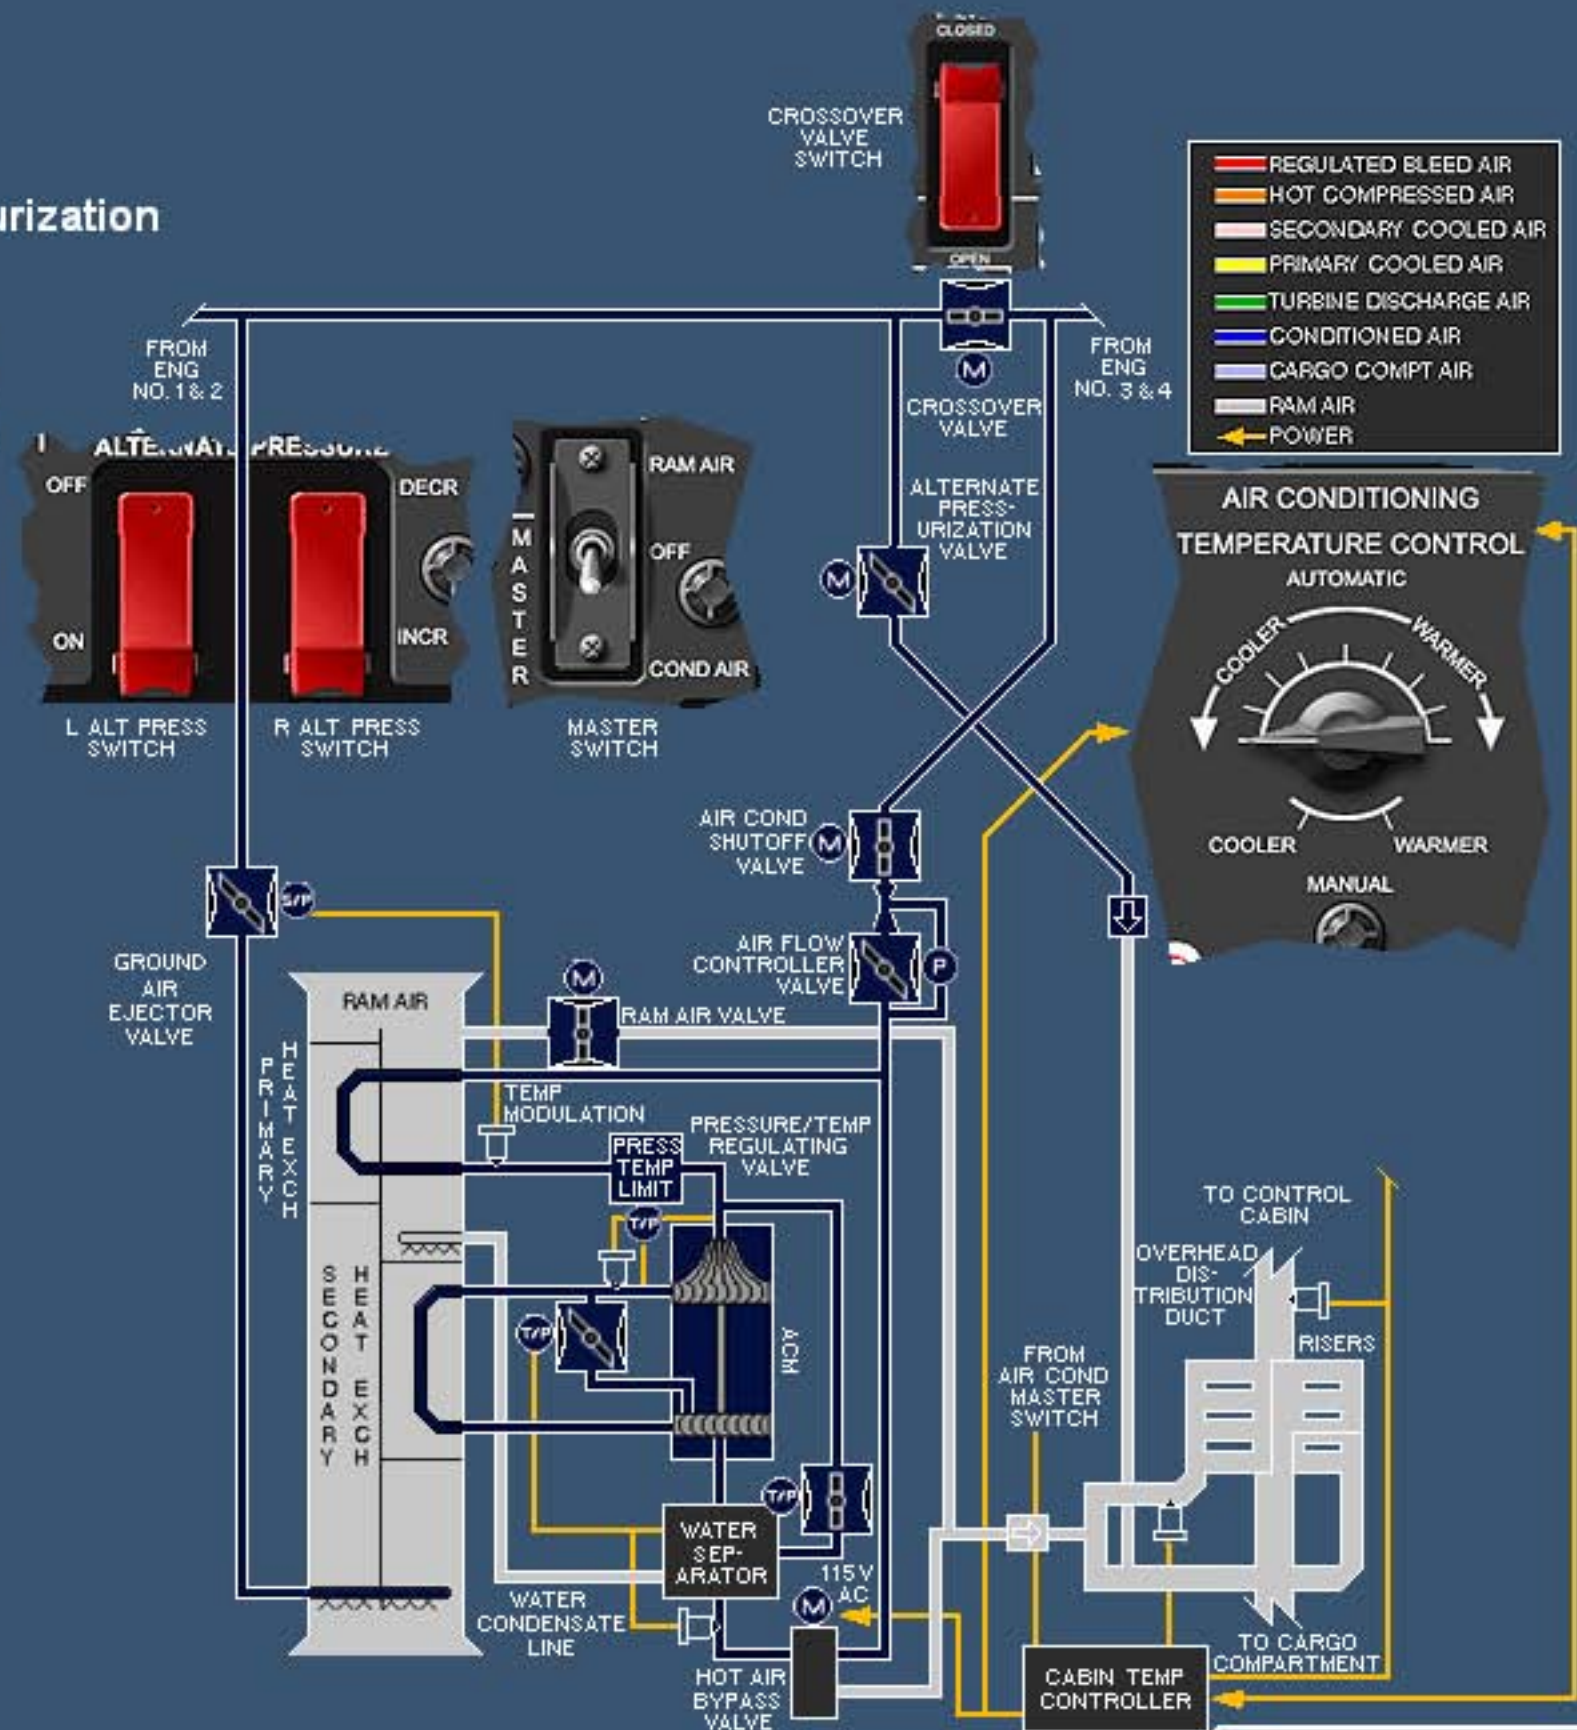 CLOSED
CROSSOVER
VALVE
SWITCH
OPEN
urization
REGULATED BLEED AIR
HOT COMPRESSED AIR
SECONDARY COOLED AIR
PRIMARY COOLED AIR
TURBINE DISCHARGE AIR
CONDITIONED AIR
CARGO COMPT AIR
RAM AIR
POWER
FROM
ENG
NO. 1 & 2
M
CROSSOVER
VALVE
FROM
ENG
NO. 3 & 4
ALTERNATE PRESSURE
OFF
ON
DECR
INCR
L ALT PRESS
SWITCH
R ALT PRESS
SWITCH
MASTER
RAM AIR
OFF
COND AIR
MASTER
SWITCH
ALTERNATE
PRESS-
URIZATION
VALVE
M
AIR CONDITIONING
TEMPERATURE CONTROL
AUTOMATIC
COOLER
WARMER
COOLER
WARMER
MANUAL
AIR COND
SHUTOFF
VALVE
M
S/P
GROUND
AIR
EJECTOR
VALVE
AIR FLOW
CONTROLLER
VALVE
P
RAM AIR
M
RAM AIR VALVE
PRIMARY
HEAT EXCH
TEMP
MODULATION
PRESS
TEMP
LIMIT
PRESSURE/TEMP
REGULATING
VALVE
T/P
SECONDARY
HEAT EXCH
T/P
ACM
TO CONTROL
CABIN
OVERHEAD
DIS-
TRIBUTION
DUCT
RISERS
FROM
AIR COND
MASTER
SWITCH
T/P
WATER
SEP-
ARATOR
115 V
AC
M
WATER
CONDENSATE
LINE
HOT AIR
BYPASS
VALVE
TO CARGO
COMPARTMENT
CABIN TEMP
CONTROLLER